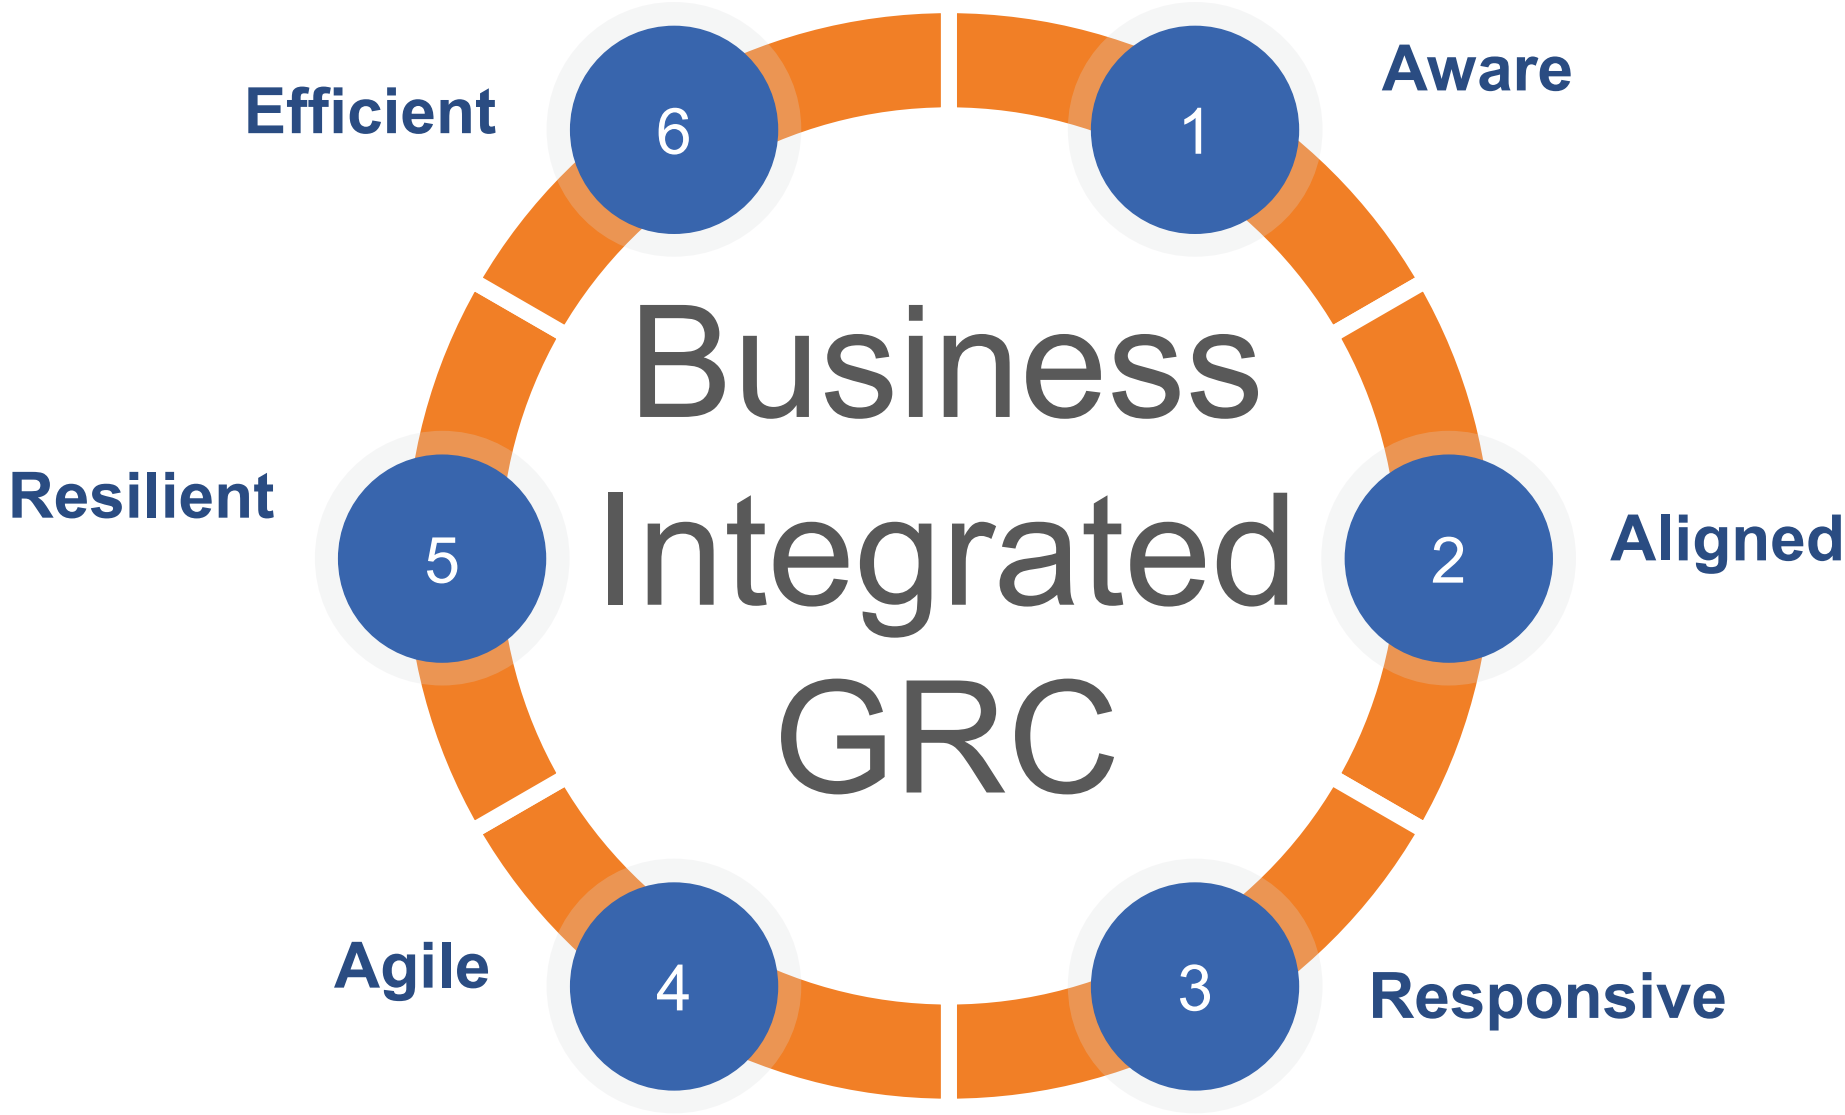 Business
Integrated
GRC
1
Aware
2
Aligned
3
Responsive
4
Agile
5
Resilient
6
Efficient